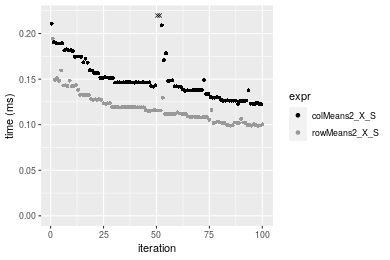 0.20
0.15
0.10
0.05
0.00
time (ms)
0
25
50
75
100
iteration
expr
colMeans2_X_S
rowMeans2_X_S